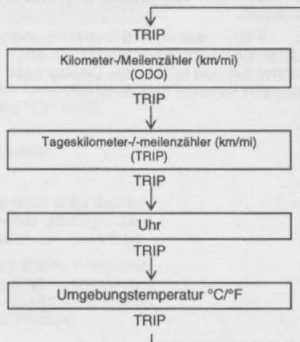 TRIP
Kilometer-/Meilenzähler (km/mi)
(ODO)
TRIP
Tageskilometer-/-meilenzähler (km/mi)
(TRIP)
TRIP
Uhr
TRIP
Umgebungstemperatur °C/°F
TRIP